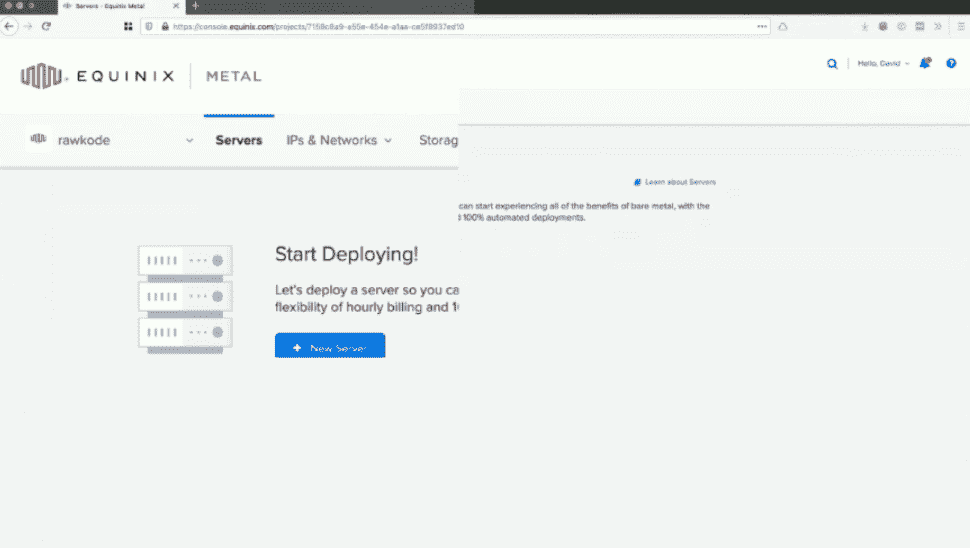 Servers - Equinix Metal
https://console.equinix.com/projects/7158c8a9-a55e-454e-a1aa-ce5f8937ed10
EQUINIX METAL
Hello, David
rawkode
Servers
IPs & Networks
Storag
Learn about Servers
Start Deploying!
Let's deploy a server so you ca
can start experiencing all of the benefits of bare metal, with the
flexibility of hourly billing and 1
100% automated deployments.
+ New Server